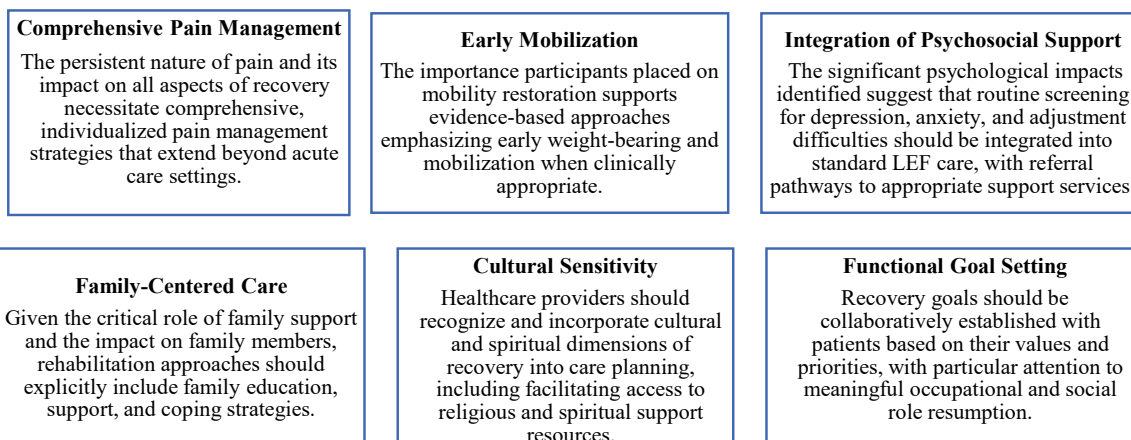 Comprehensive Pain Management
The persistent nature of pain and its
impact on all aspects of recovery
necessitate comprehensive,
individualized pain management
strategies that extend beyond acute
care settings.
Early Mobilization
The importance participants placed on
mobility restoration supports
evidence-based approaches
emphasizing early weight-bearing and
mobilization when clinically
appropriate.
Integration of Psychosocial Support
The significant psychological impacts
identified suggest that routine screening
for depression, anxiety, and adjustment
difficulties should be integrated into
standard LEF care, with referral
pathways to appropriate support services
Family-Centered Care
Given the critical role of family support
and the impact on family members,
rehabilitation approaches should
explicitly include family education,
support, and coping strategies.
Cultural Sensitivity
Healthcare providers should
recognize and incorporate cultural
and spiritual dimensions of
recovery into care planning,
including facilitating access to
religious and spiritual support
resources.
Functional Goal Setting
Recovery goals should be
collaboratively established with
patients based on their values and
priorities, with particular attention to
meaningful occupational and social
role resumption.